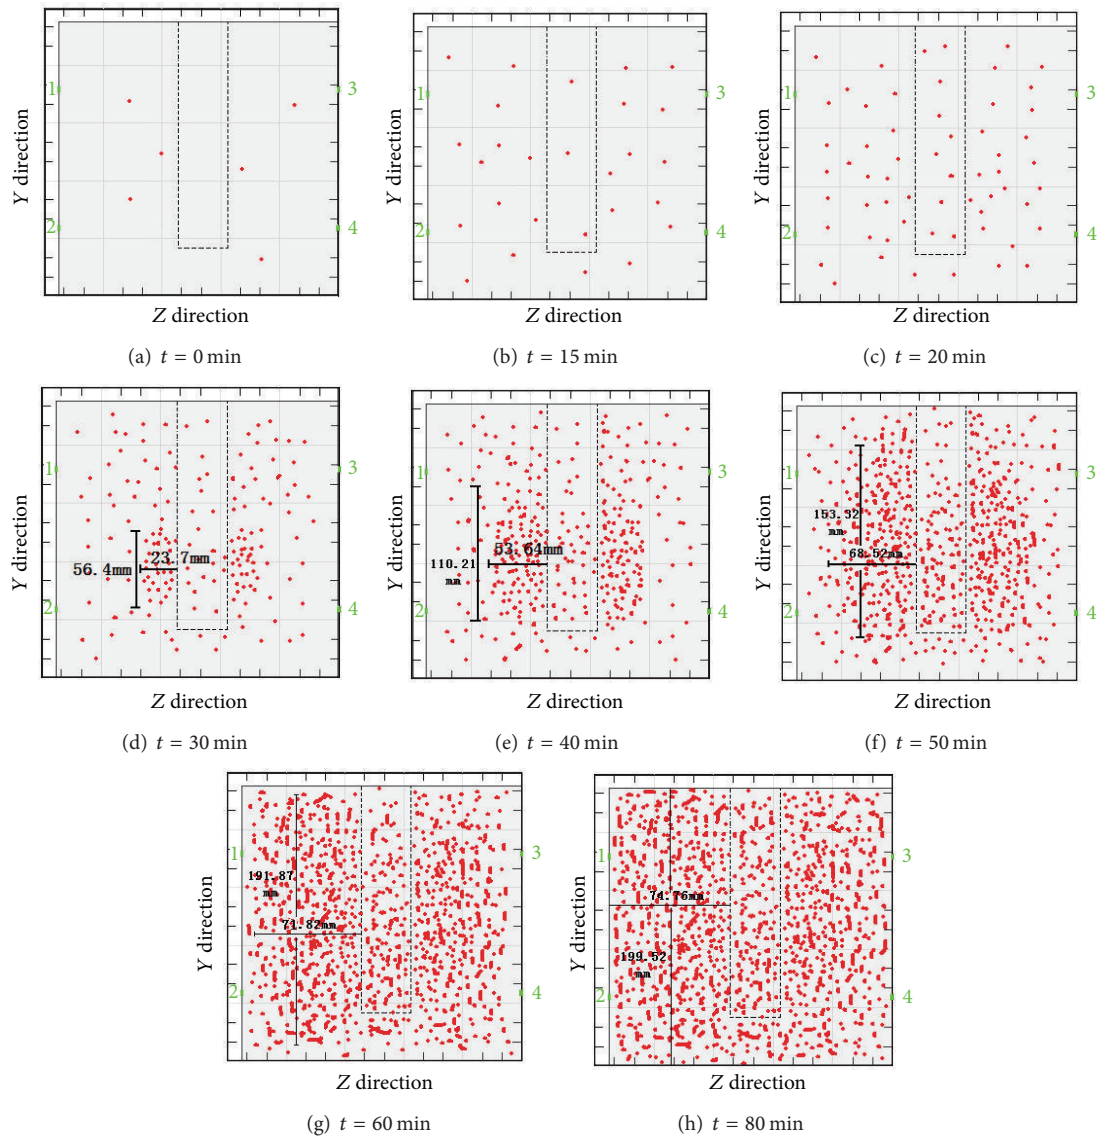 1
2
3
4
Y direction
Z direction
(a) t = 0 min
1
2
3
4
Y direction
Z direction
(b) t = 15 min
1
2
3
4
Y direction
Z direction
(c) t = 20 min
1
2
3
4
23.7mm
56.4mm
Y direction
Z direction
(d) t = 30 min
1
2
3
4
53.64mm
110.21
mm
Y direction
Z direction
(e) t = 40 min
1
2
3
4
153.32
mm
68.52mm
Y direction
Z direction
(f) t = 50 min
1
2
3
4
191.87
mm
71.82mm
Y direction
Z direction
(g) t = 60 min
1
2
3
4
74.76mm
199.52
mm
Y direction
Z direction
(h) t = 80 min